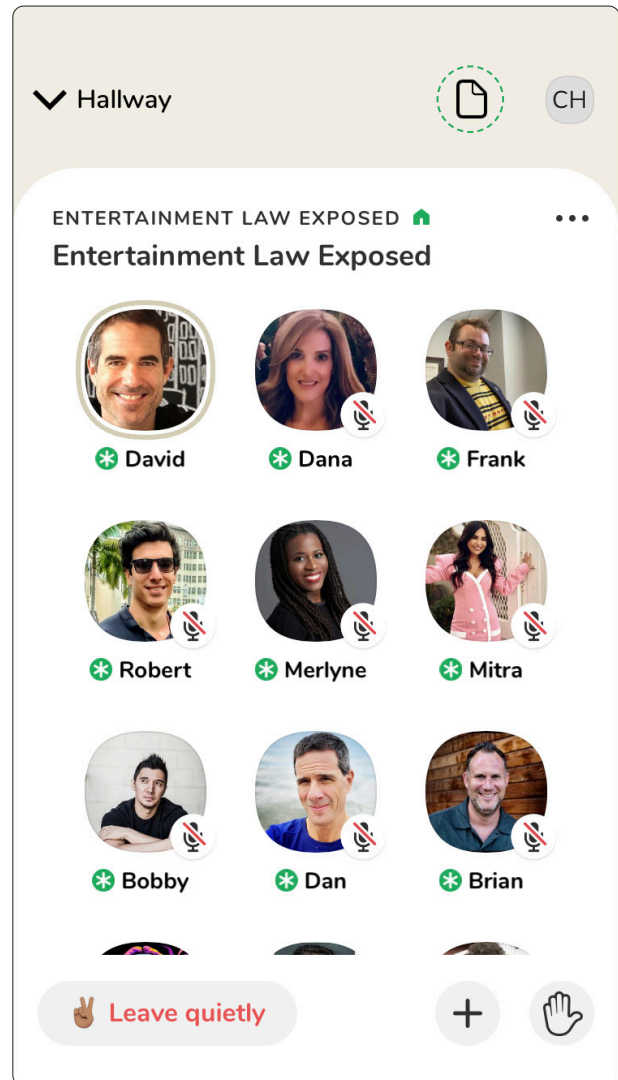 Hallway
CH
ENTERTAINMENT LAW EXPOSED
Entertainment Law Exposed
David Dana Frank
Robert Merlyne Mitra
Bobby Dan Brian
Leave quietly